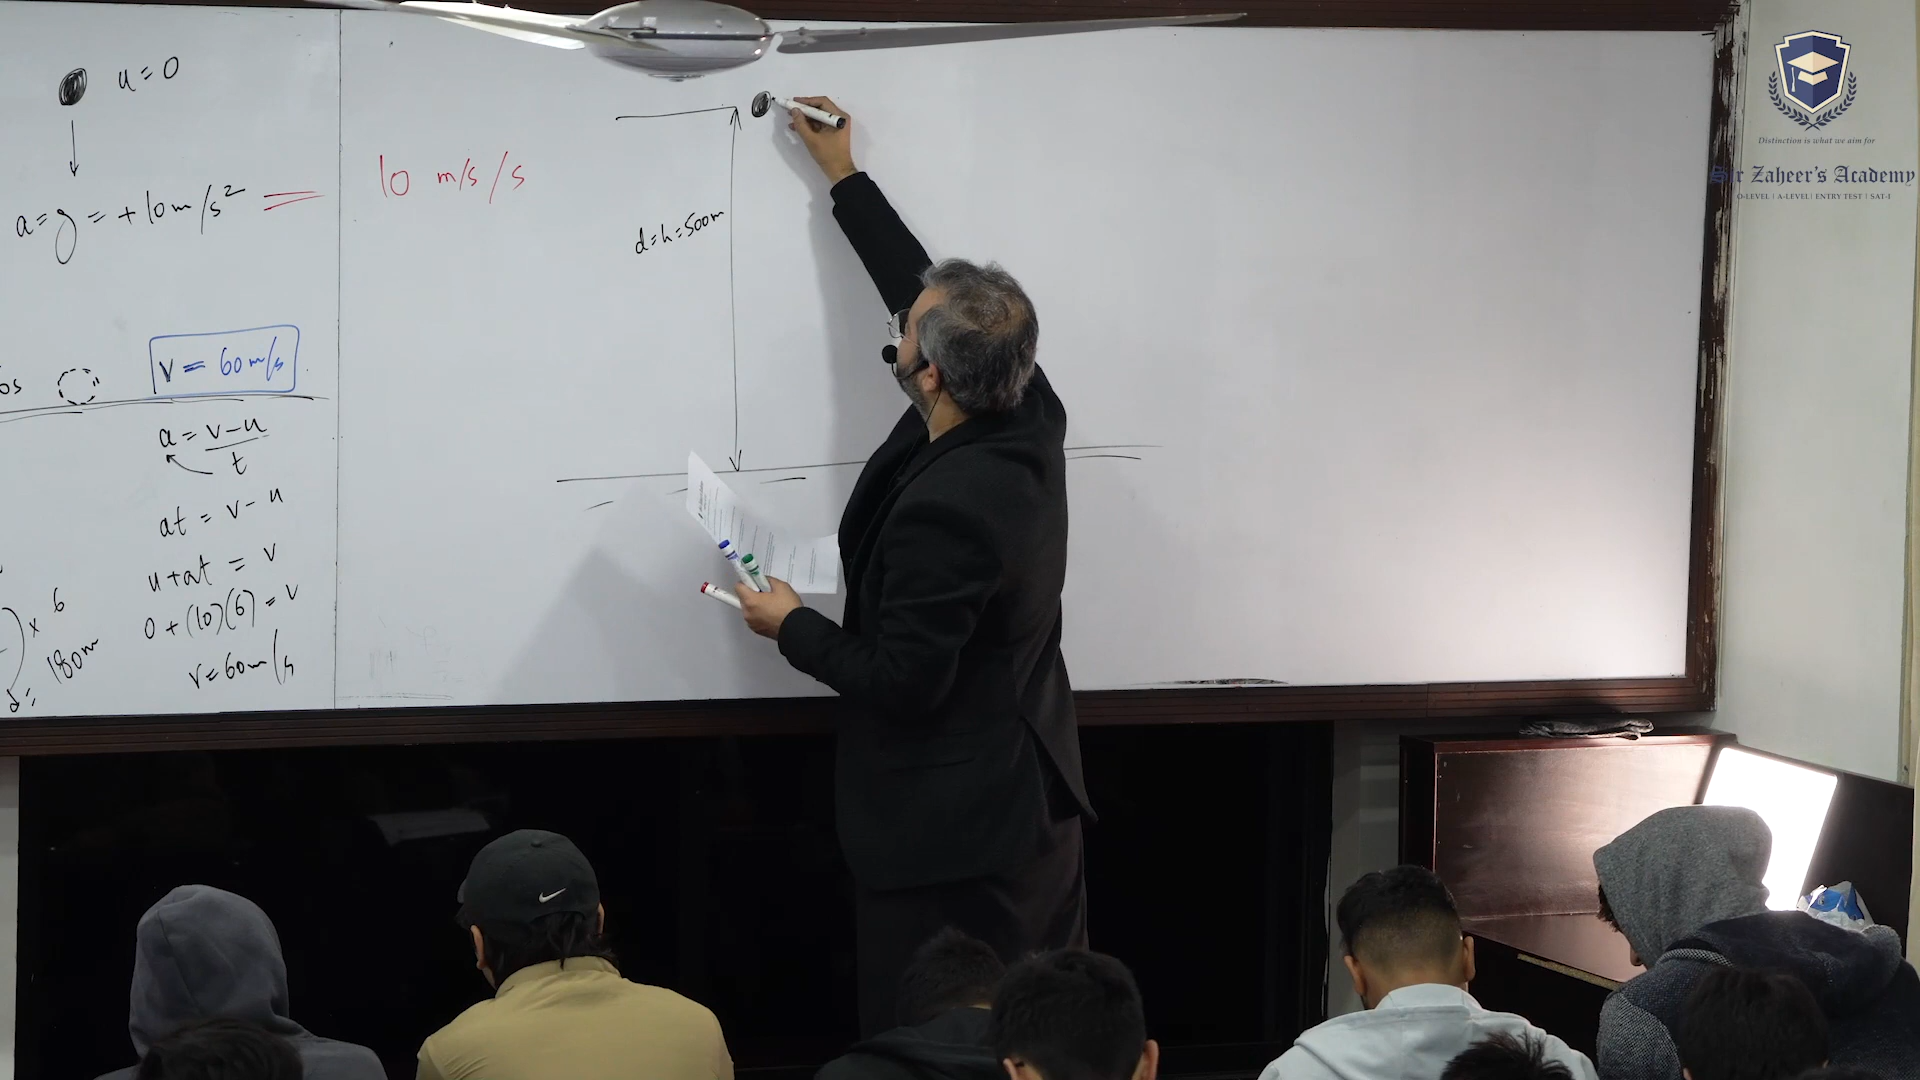 u = 0
a = g = + 10 m/s²
v = 60 m/s
a = v - u / t
at = v - u
u + at = v
0 + (10)(6) = v
v = 60 m/s
x 6
180m
d =
10 m/s/s
d = h = 500m
Distinction is what we aim for
Sir Zaheer's Academy
O-LEVEL | A-LEVEL | ENTRY TEST | SAT-I